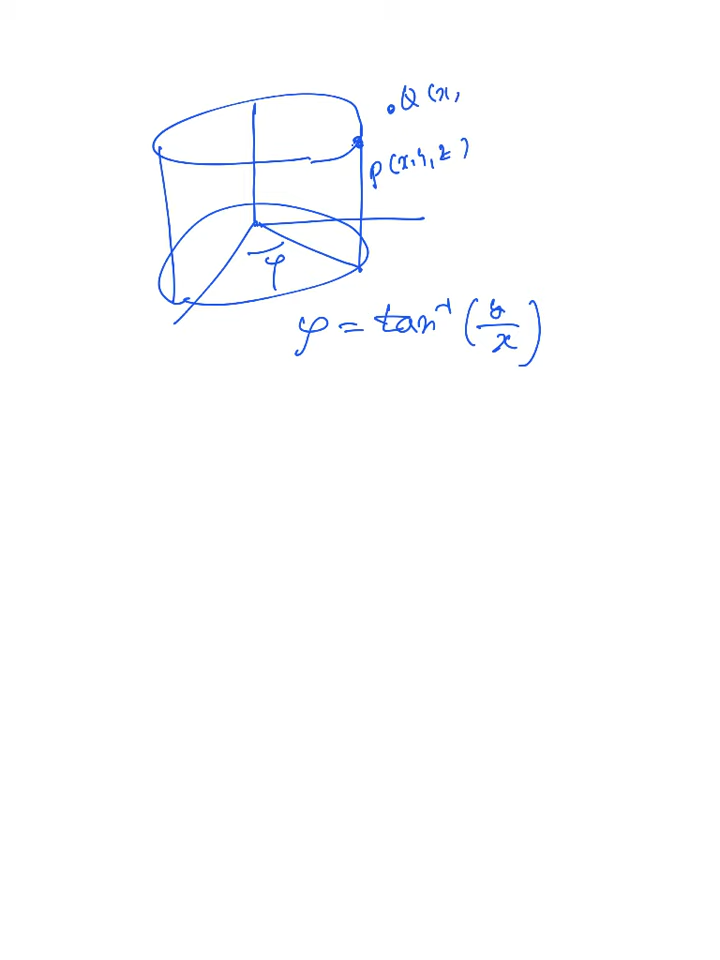 Q (x,
P (x, y, z)
φ
φ = tan⁻¹ (y/x)